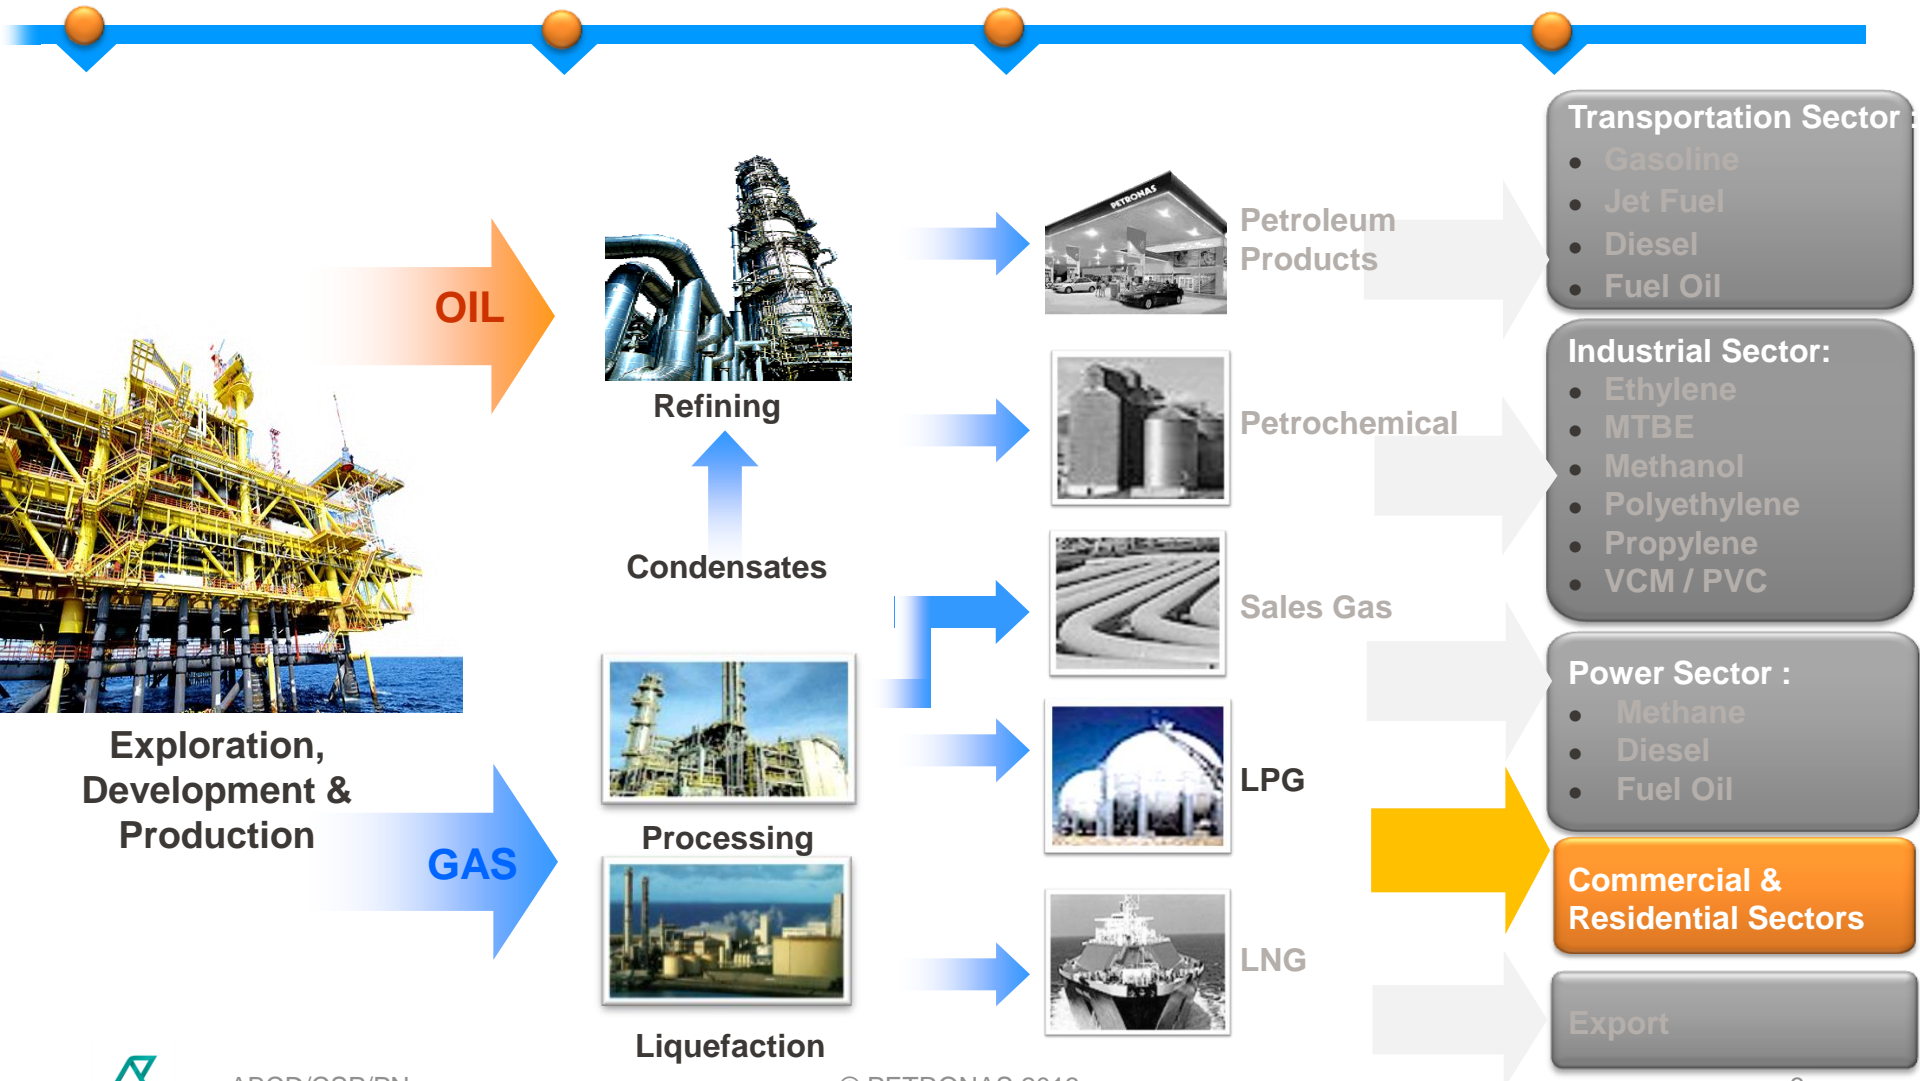 OIL
GAS
Exploration,
Development &
Production
Refining
Condensates
Processing
Liquefaction
PETRONAS
Petroleum
Products
Petrochemical
Sales Gas
LPG
LNG
Transportation Sector :
• Gasoline
• Jet Fuel
• Diesel
• Fuel Oil
Industrial Sector:
• Ethylene
• MTBE
• Methanol
• Polyethylene
• Propylene
• VCM / PVC
Power Sector :
• Methane
• Diesel
• Fuel Oil
Commercial &
Residential Sectors
Export
© PETRONAS